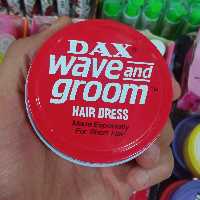 DAX
wave and
groom
HAIR DRESS
Made Especially
For Short Hair